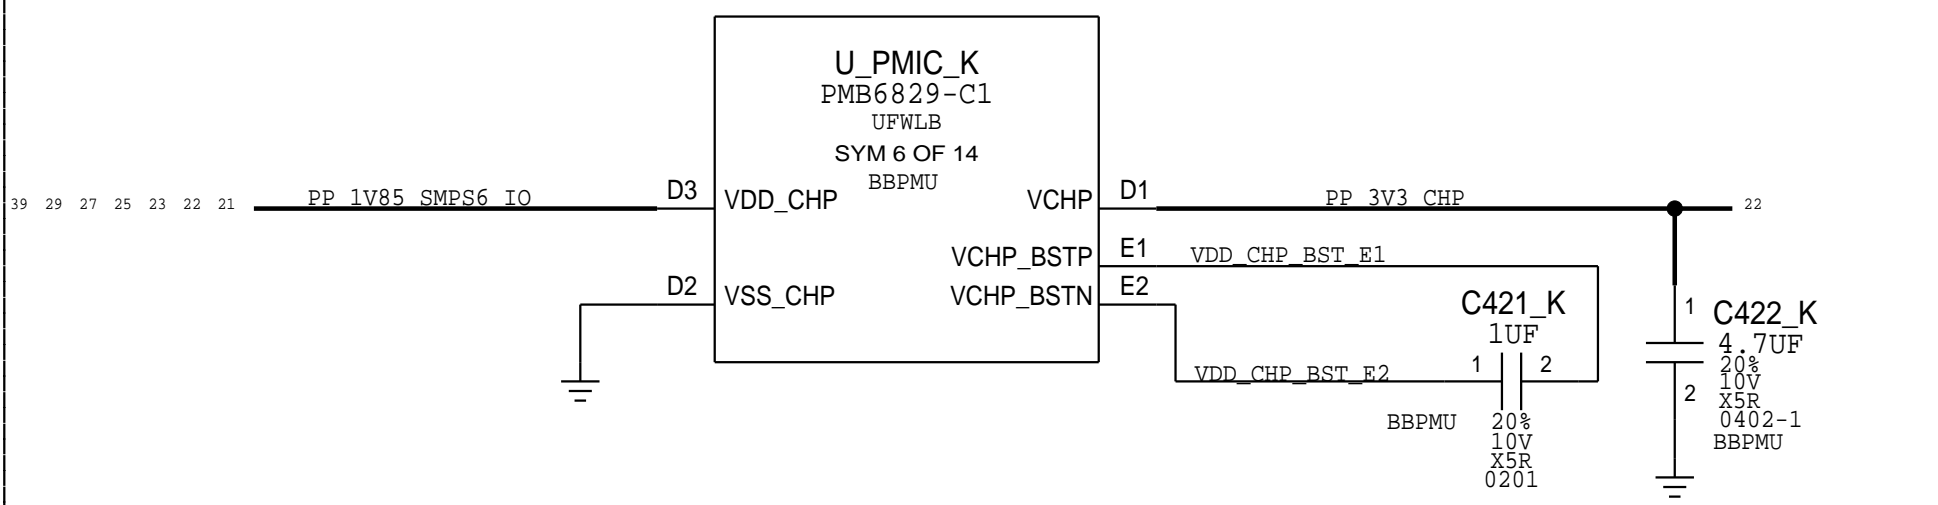 U_PMIC_K
PMB6829-C1
UFWLB
SYM 6 OF 14
BBPMU
39 29 27 25 23 22 21
PP_1V85_SMPS6_IO
D3
VDD_CHP
VCHP
D1
PP_3V3_CHP
22
VCHP_BSTP
E1
VDD_CHP_BST_E1
D2
VSS_CHP
VCHP_BSTN
E2
C421_K
1UF
1
2
VDD_CHP_BST_E2
BBPMU
20%
10V
X5R
0201
1
C422_K
4.7UF
20%
10V
X5R
0402-1
BBPMU
2